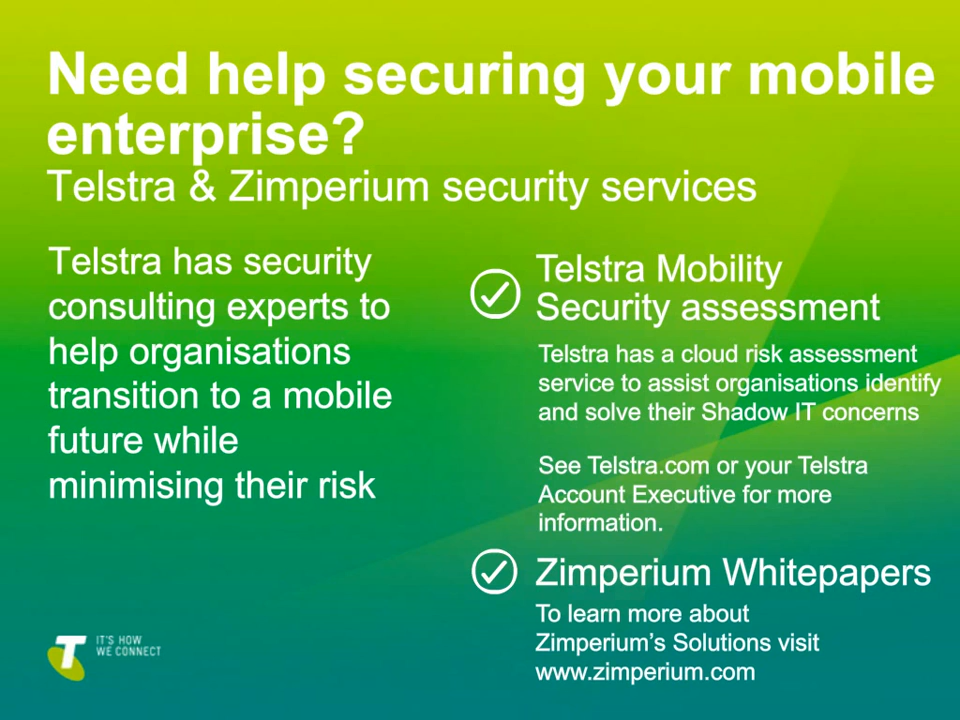 Need help securing your mobile
enterprise?
Telstra & Zimperium security services
Telstra has security
consulting experts to
help organisations
transition to a mobile
future while
minimising their risk
Telstra Mobility
Security assessment
Telstra has a cloud risk assessment
service to assist organisations identify
and solve their Shadow IT concerns
See Telstra.com or your Telstra
Account Executive for more
information.
Zimperium Whitepapers
To learn more about
Zimperium's Solutions visit
www.zimperium.com
T
IT'S HOW
WE CONNECT